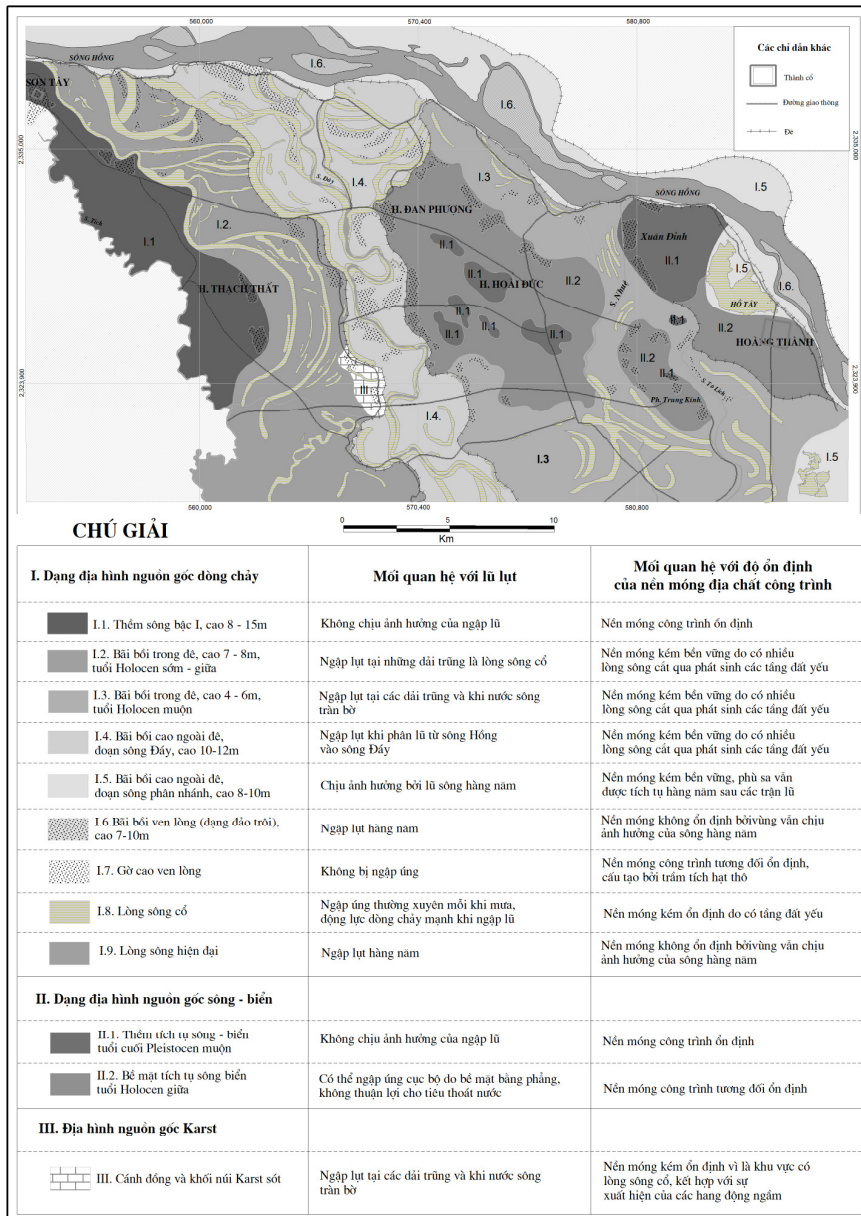 560,000
570,400
580,800
SÔNG HỒNG
I.6.
SƠN TÂY
Các chỉ dẫn khác
Thành cổ
Đường giao thông
Đê
I.6.
2,335,000
2,335,000
S. Đáy
I.4.
I.3
SÔNG HỒNG
I.5
S. Tích
I.2.
H. ĐAN PHƯỢNG
I.1
II.1
Xuân Đỉnh
II.1
I.5
I.6.
H. THẠCH THẤT
II.1
H. HOÀI ĐỨC
II.2
S. Nhuệ
HỒ TÂY
II.1
II.1
II.1
II.1
II.1
II.2
HOÀNG THÀNH
II.2
2,323,900
2,323,900
III
II.1
S. Tô Lịch
Ph. Trung Kính
I.4.
I.3
I.5
560,000
570,400
580,800
CHÚ GIẢI
0 5 10
Km
I. Dạng địa hình nguồn gốc dòng chảy
Mối quan hệ với lũ lụt
Mối quan hệ với độ ổn định
của nền móng địa chất công trình
I.1. Thềm sông bậc I, cao 8 - 15m
Không chịu ảnh hưởng của ngập lũ
Nền móng công trình ổn định
I.2. Bãi bồi trong đê, cao 7 - 8m,
tuổi Holocen sớm - giữa
Ngập lụt tại những dải trũng là lòng sông cổ
Nền móng kém bền vững do có nhiều
lòng sông cắt qua phát sinh các tầng đất yếu
I.3. Bãi bồi trong đê, cao 4 - 6m,
tuổi Holocen muộn
Ngập lụt tại các dải trũng và khi nước sông
tràn bờ
Nền móng kém bền vững do có nhiều
lòng sông cắt qua phát sinh các tầng đất yếu
I.4. Bãi bồi cao ngoài đê,
đoạn sông Đáy, cao 10-12m
Ngập lụt khi phân lũ từ sông Hồng
vào sông Đáy
Nền móng kém bền vững do có nhiều
lòng sông cắt qua phát sinh các tầng đất yếu
I.5. Bãi bồi cao ngoài đê,
đoạn sông phân nhánh, cao 8-10m
Chịu ảnh hưởng bởi lũ sông hàng năm
Nền móng kém bền vững, phù sa vẫn
được tích tụ hàng năm sau các trận lũ
I.6 Bãi bồi ven lòng (dạng đảo trôi),
cao 7-10m
Ngập lụt hàng năm
Nền móng không ổn định bởivùng vẫn chịu
ảnh hưởng của sông hàng năm
I.7. Gờ cao ven lòng
Không bị ngập úng
Nền móng công trình tương đối ổn định,
cấu tạo bởi trầm tích hạt thô
I.8. Lòng sông cổ
Ngập úng thường xuyên mỗi khi mưa,
động lực dòng chảy mạnh khi ngập lũ
Nền móng kém ổn định do có tầng đất yếu
I.9. Lòng sông hiện đại
Ngập lụt hàng năm
Nền móng không ổn định bởivùng vẫn chịu
ảnh hưởng của sông hàng năm
II. Dạng địa hình nguồn gốc sông - biển
II.1. Thềm tích tụ sông - biển
tuổi cuối Pleistocen muộn
Không chịu ảnh hưởng của ngập lũ
Nền móng công trình ổn định
II.2. Bề mặt tích tụ sông biển
tuổi Holocen giữa
Có thể ngập úng cục bộ do bề mặt bằng phẳng,
không thuận lợi cho tiêu thoát nước
Nền móng công trình tương đối ổn định
III. Địa hình nguồn gốc Karst
III. Cánh đồng và khối núi Karst sót
Ngập lụt tại các dải trũng và khi nước sông
tràn bờ
Nền móng kém ổn định vì là khu vực có
lòng sông cổ, kết hợp với sự
xuất hiện của các hang động ngầm